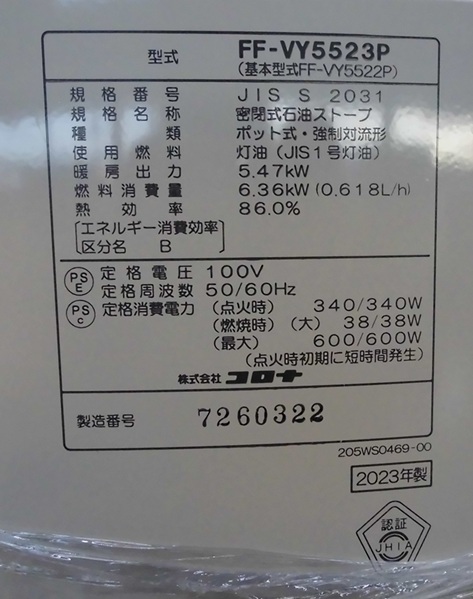 型式 FF-VY5523P
(基本型式FF-VY5522P)
規格番号 JIS S 2031
規格名称 密閉式石油ストーブ
種類 ポット式・強制対流形
使用燃料 灯油(JIS1号灯油)
暖房出力 5.47kW
燃料消費量 6.36kW(0.618L/h)
熱効率 86.0%
[エネルギー消費効率]
[区分名 B]
PS E 定格電圧 100V
定格周波数 50/60Hz
PS C 定格消費電力 (点火時) 340/340W
(燃焼時)(大) 38/38W
(最大) 600/600W
(点火時初期に短時間発生)
株式会社 コロナ
製造番号 7260322
205WS0469-00
2023年製
認証
JHIA